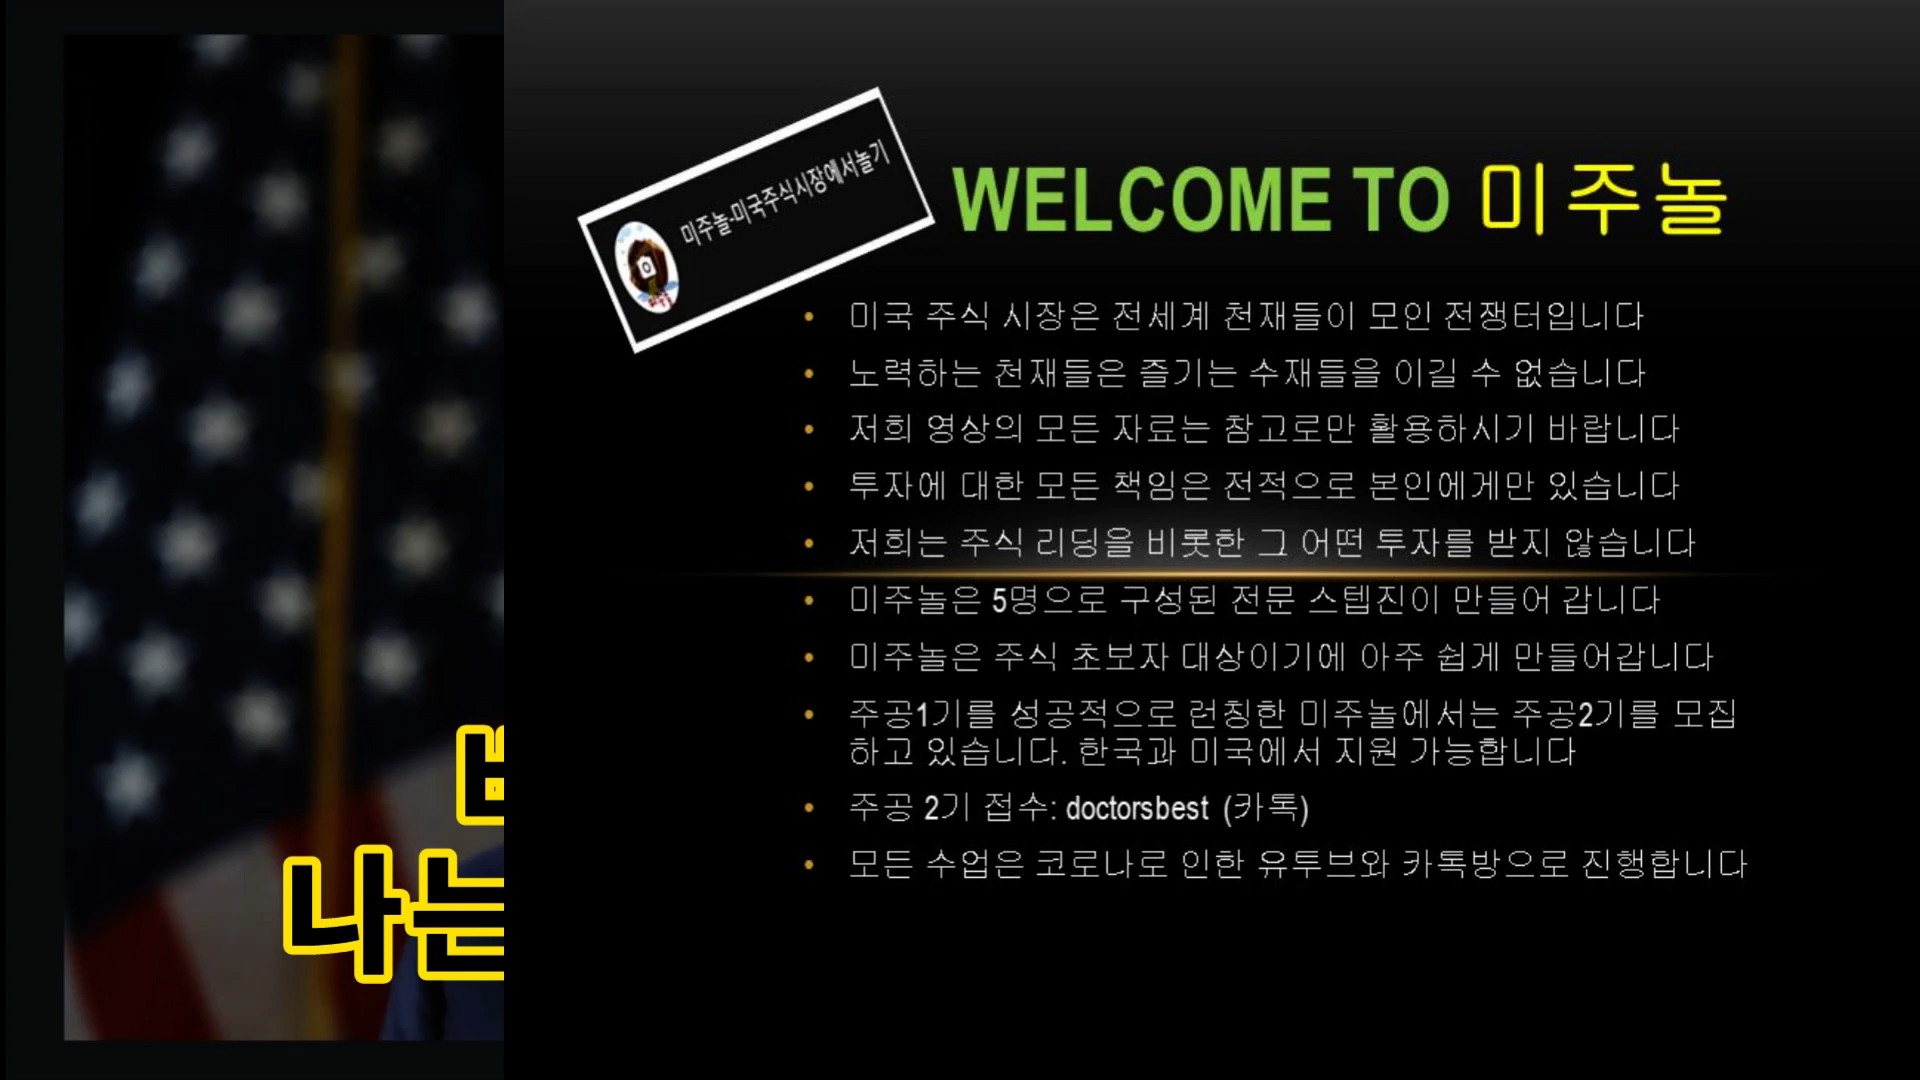 미주놀-미국주식시장에서놀기
WELCOME TO 미주놀
• 미국 주식 시장은 전세계 천재들이 모인 전쟁터입니다
• 노력하는 천재들은 즐기는 수재들을 이길 수 없습니다
• 저희 영상의 모든 자료는 참고로만 활용하시기 바랍니다
• 투자에 대한 모든 책임은 전적으로 본인에게만 있습니다
• 저희는 주식 리딩을 비롯한 그 어떤 투자를 받지 않습니다
• 미주놀은 5명으로 구성된 전문 스텝진이 만들어 갑니다
• 미주놀은 주식 초보자 대상이기에 아주 쉽게 만들어갑니다
• 주공1기를 성공적으로 런칭한 미주놀에서는 주공2기를 모집
하고 있습니다. 한국과 미국에서 지원 가능합니다
• 주공 2기 접수: doctorsbest (카톡)
• 모든 수업은 코로나로 인한 유투브와 카톡방으로 진행합니다
나는